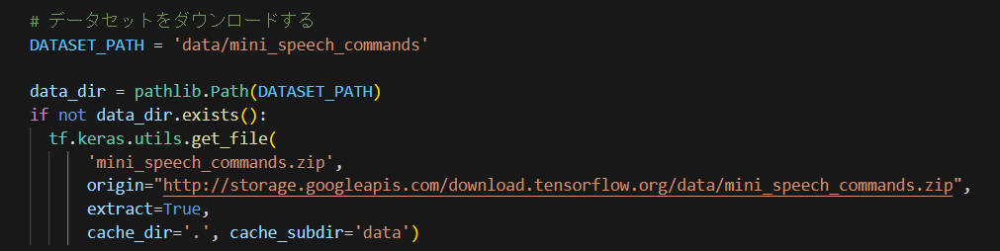 # データセットをダウンロードする
DATASET_PATH = 'data/mini_speech_commands'

data_dir = pathlib.Path(DATASET_PATH)
if not data_dir.exists():
  tf.keras.utils.get_file(
      'mini_speech_commands.zip',
      origin="http://storage.googleapis.com/download.tensorflow.org/data/mini_speech_commands.zip",
      extract=True,
      cache_dir='.', cache_subdir='data')